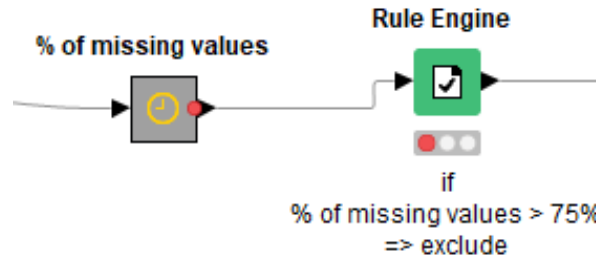 % of missing values
Rule Engine
if
% of missing values > 75%
=> exclude